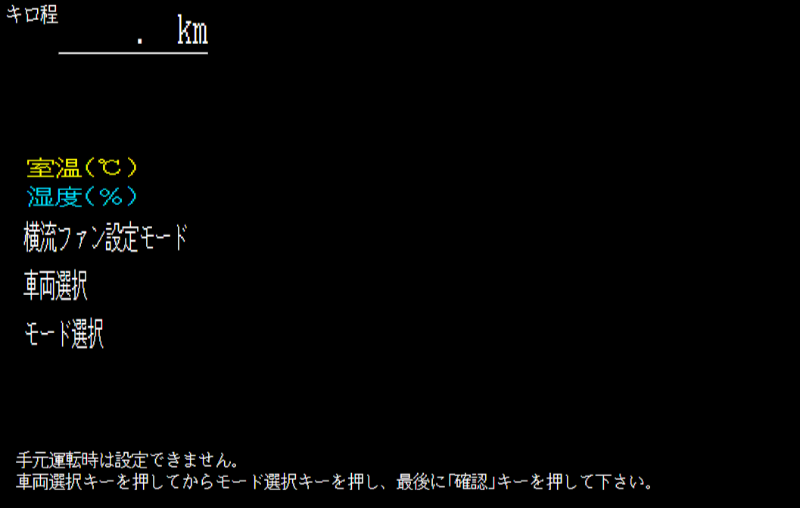 キロ程
. km
室温(℃)
湿度(%)
横流ファン設定モード
車両選択
モード選択
手元運転時は設定できません。
車両選択キーを押してからモード選択キーを押し、最後に「確認」キーを押して下さい。